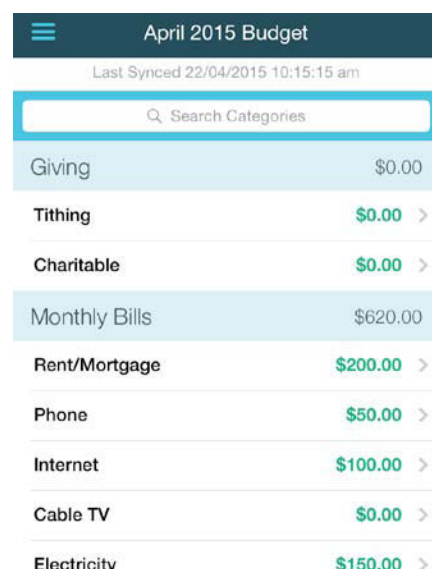 April 2015 Budget
Last Synced 22/04/2015 10:15:15 am
Search Categories
Giving $0.00
Tithing $0.00
Charitable $0.00
Monthly Bills $620.00
Rent/Mortgage $200.00
Phone $50.00
Internet $100.00
Cable TV $0.00
Electricity $150.00